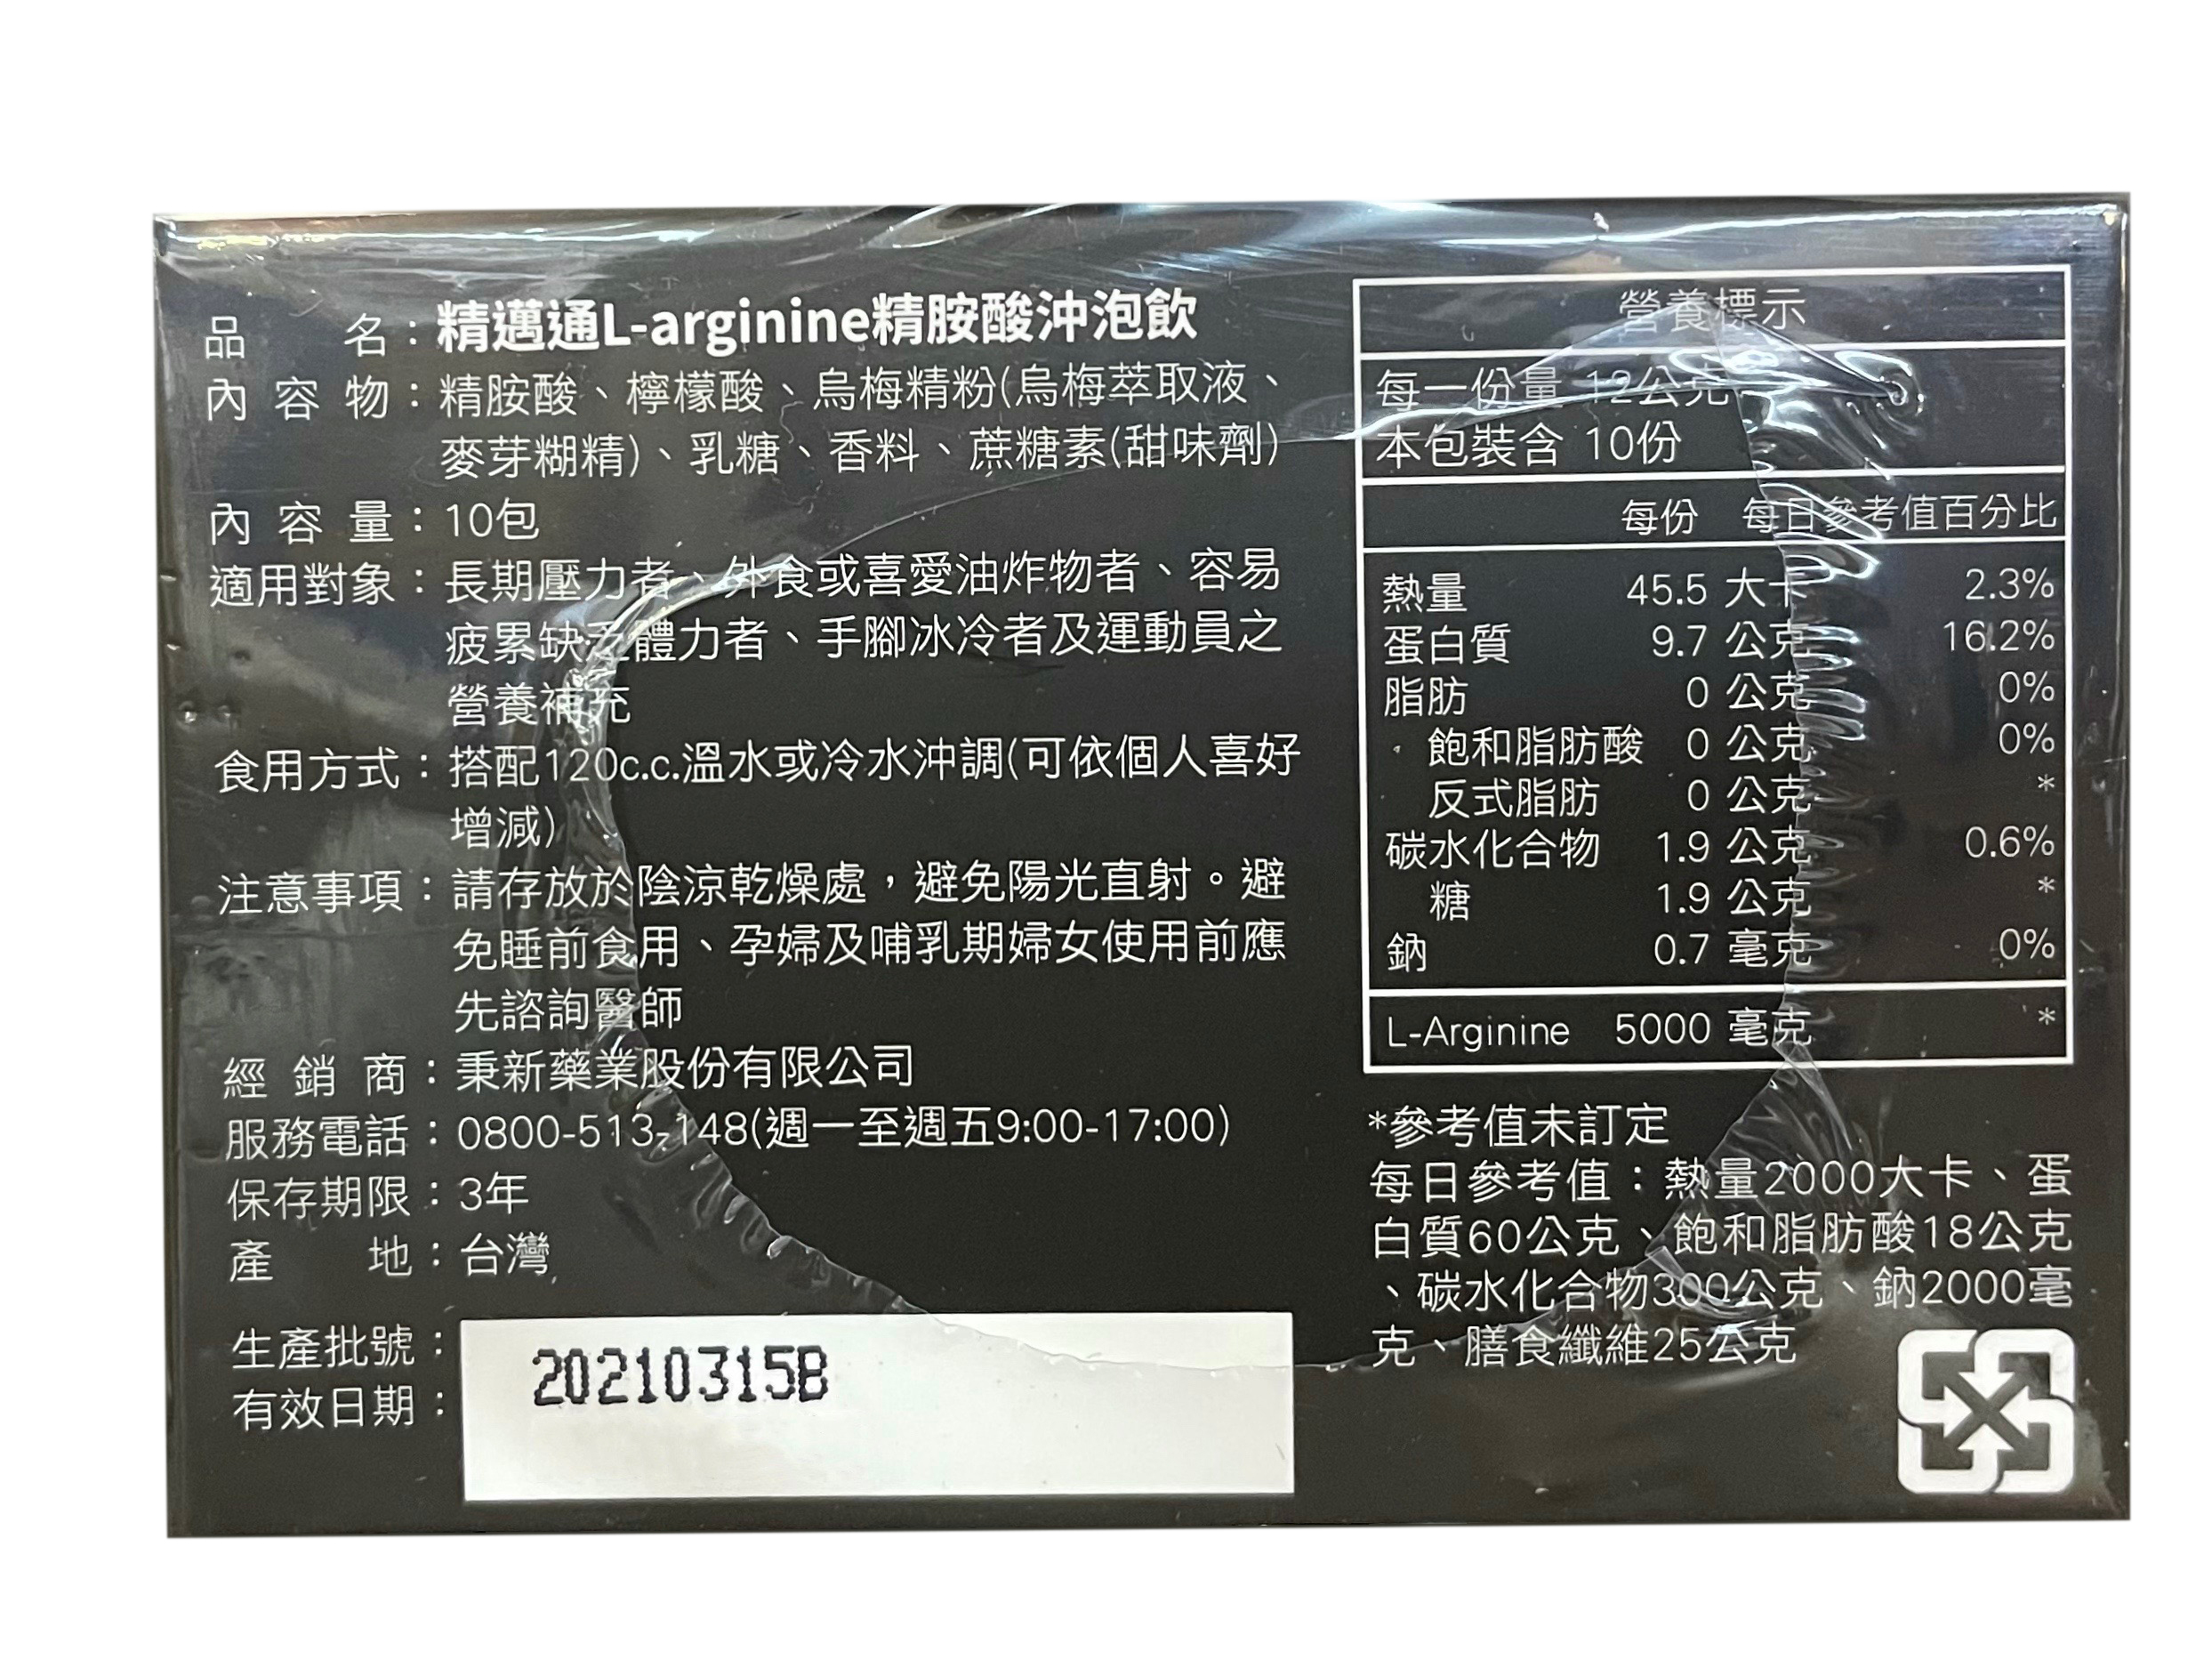 品名：精邁通L-arginine精胺酸沖泡飲
內容物：精胺酸、檸檬酸、烏梅精粉(烏梅萃取液、
麥芽糊精)、乳糖、香料、蔗糖素(甜味劑)
內容量：10包
適用對象：長期壓力者、外食或喜愛油炸物者、容易
疲累缺乏體力者、手腳冰冷者及運動員之
營養補充
食用方式：搭配120c.c.溫水或冷水沖調(可依個人喜好
增減)
注意事項：請存放於陰涼乾燥處，避免陽光直射。避
免睡前食用、孕婦及哺乳期婦女使用前應
先諮詢醫師
經銷商：秉新藥業股份有限公司
服務電話：0800-513-148(週一至週五9:00-17:00)
保存期限：3年
產地：台灣
生產批號：
有效日期：
20210315B
營養標示
每一份量 12公克
本包裝含 10份
每份 每日參考值百分比
熱量 45.5 大卡 2.3%
蛋白質 9.7 公克 16.2%
脂肪 0 公克 0%
飽和脂肪酸 0 公克 0%
反式脂肪 0 公克 *
碳水化合物 1.9 公克 0.6%
糖 1.9 公克 *
鈉 0.7 毫克 0%
L-Arginine 5000 毫克 *
*參考值未訂定
每日參考值：熱量2000大卡、蛋
白質60公克、飽和脂肪酸18公克
、碳水化合物300公克、鈉2000毫
克、膳食纖維25公克